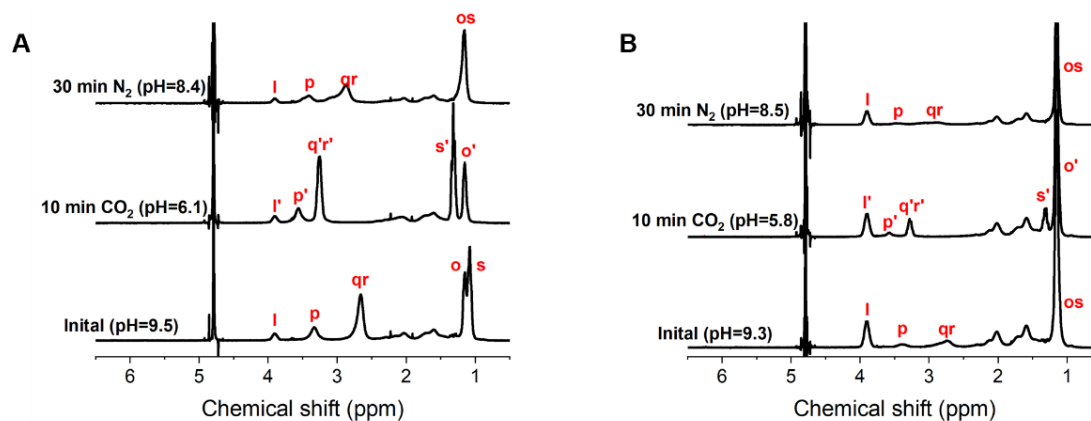 A
os
30 min N₂ (pH=8.4)
l
p
qr
q'r'
s'
o'
10 min CO₂ (pH=6.1)
l'
p'
qr
o
s
Inital (pH=9.5)
l
p
6
5
4
3
2
1
Chemical shift (ppm)
B
os
30 min N₂ (pH=8.5)
l
p
qr
o'
10 min CO₂ (pH=5.8)
l'
p'
q'r'
s'
os
Inital (pH=9.3)
l
p
qr
6
5
4
3
2
1
Chemical shift (ppm)